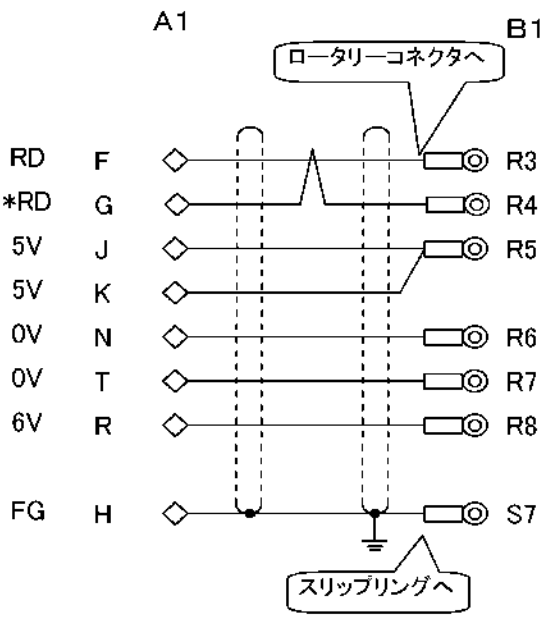 A1 B1
ロータリーコネクタへ
RD F R3
*RD G R4
5V J R5
5V K
0V N R6
0V T R7
6V R R8
FG H S7
スリップリングへ